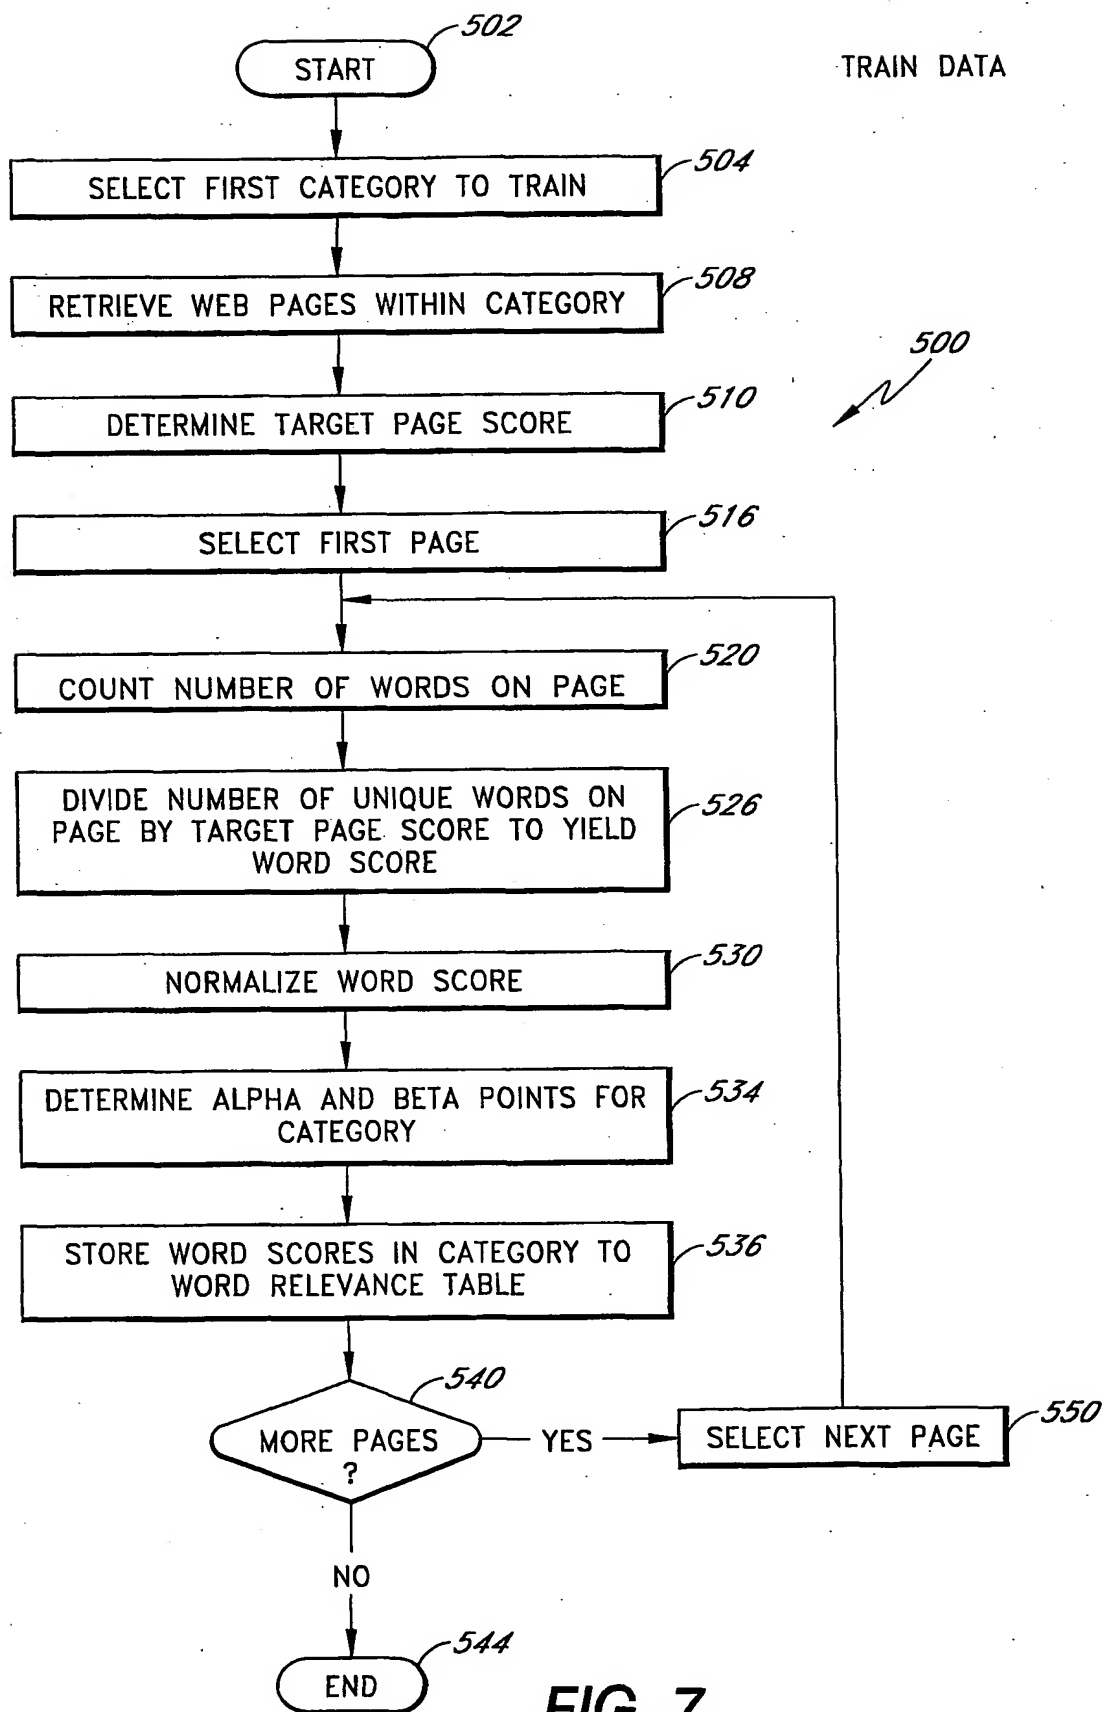 502
START
TRAIN DATA
504
SELECT FIRST CATEGORY TO TRAIN
508
RETRIEVE WEB PAGES WITHIN CATEGORY
500
510
DETERMINE TARGET PAGE SCORE
516
SELECT FIRST PAGE
520
COUNT NUMBER OF WORDS ON PAGE
526
DIVIDE NUMBER OF UNIQUE WORDS ON
PAGE BY TARGET PAGE SCORE TO YIELD
WORD SCORE
530
NORMALIZE WORD SCORE
534
DETERMINE ALPHA AND BETA POINTS FOR
CATEGORY
536
STORE WORD SCORES IN CATEGORY TO
WORD RELEVANCE TABLE
540
MORE PAGES
?
YES
550
SELECT NEXT PAGE
NO
544
END
FIG. 7